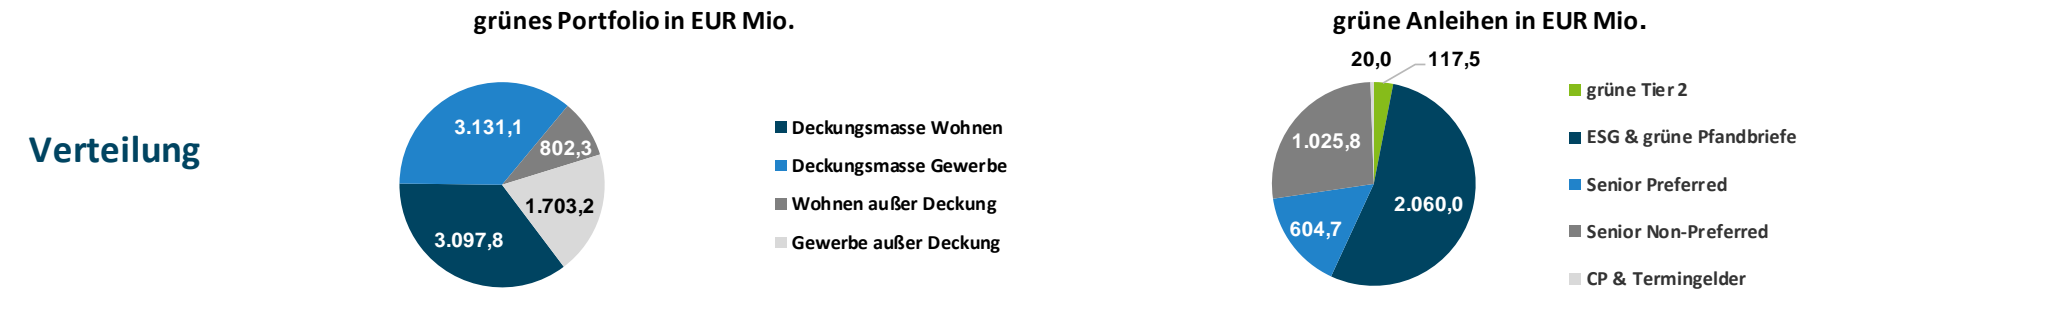 Verteilung
grünes Portfolio in EUR Mio.
3.131,1
802,3
1.703,2
3.097,8
Deckungsmasse Wohnen
Deckungsmasse Gewerbe
Wohnen außer Deckung
Gewerbe außer Deckung
grüne Anleihen in EUR Mio.
20,0
117,5
1.025,8
2.060,0
604,7
grüne Tier 2
ESG & grüne Pfandbriefe
Senior Preferred
Senior Non-Preferred
CP & Termingelder